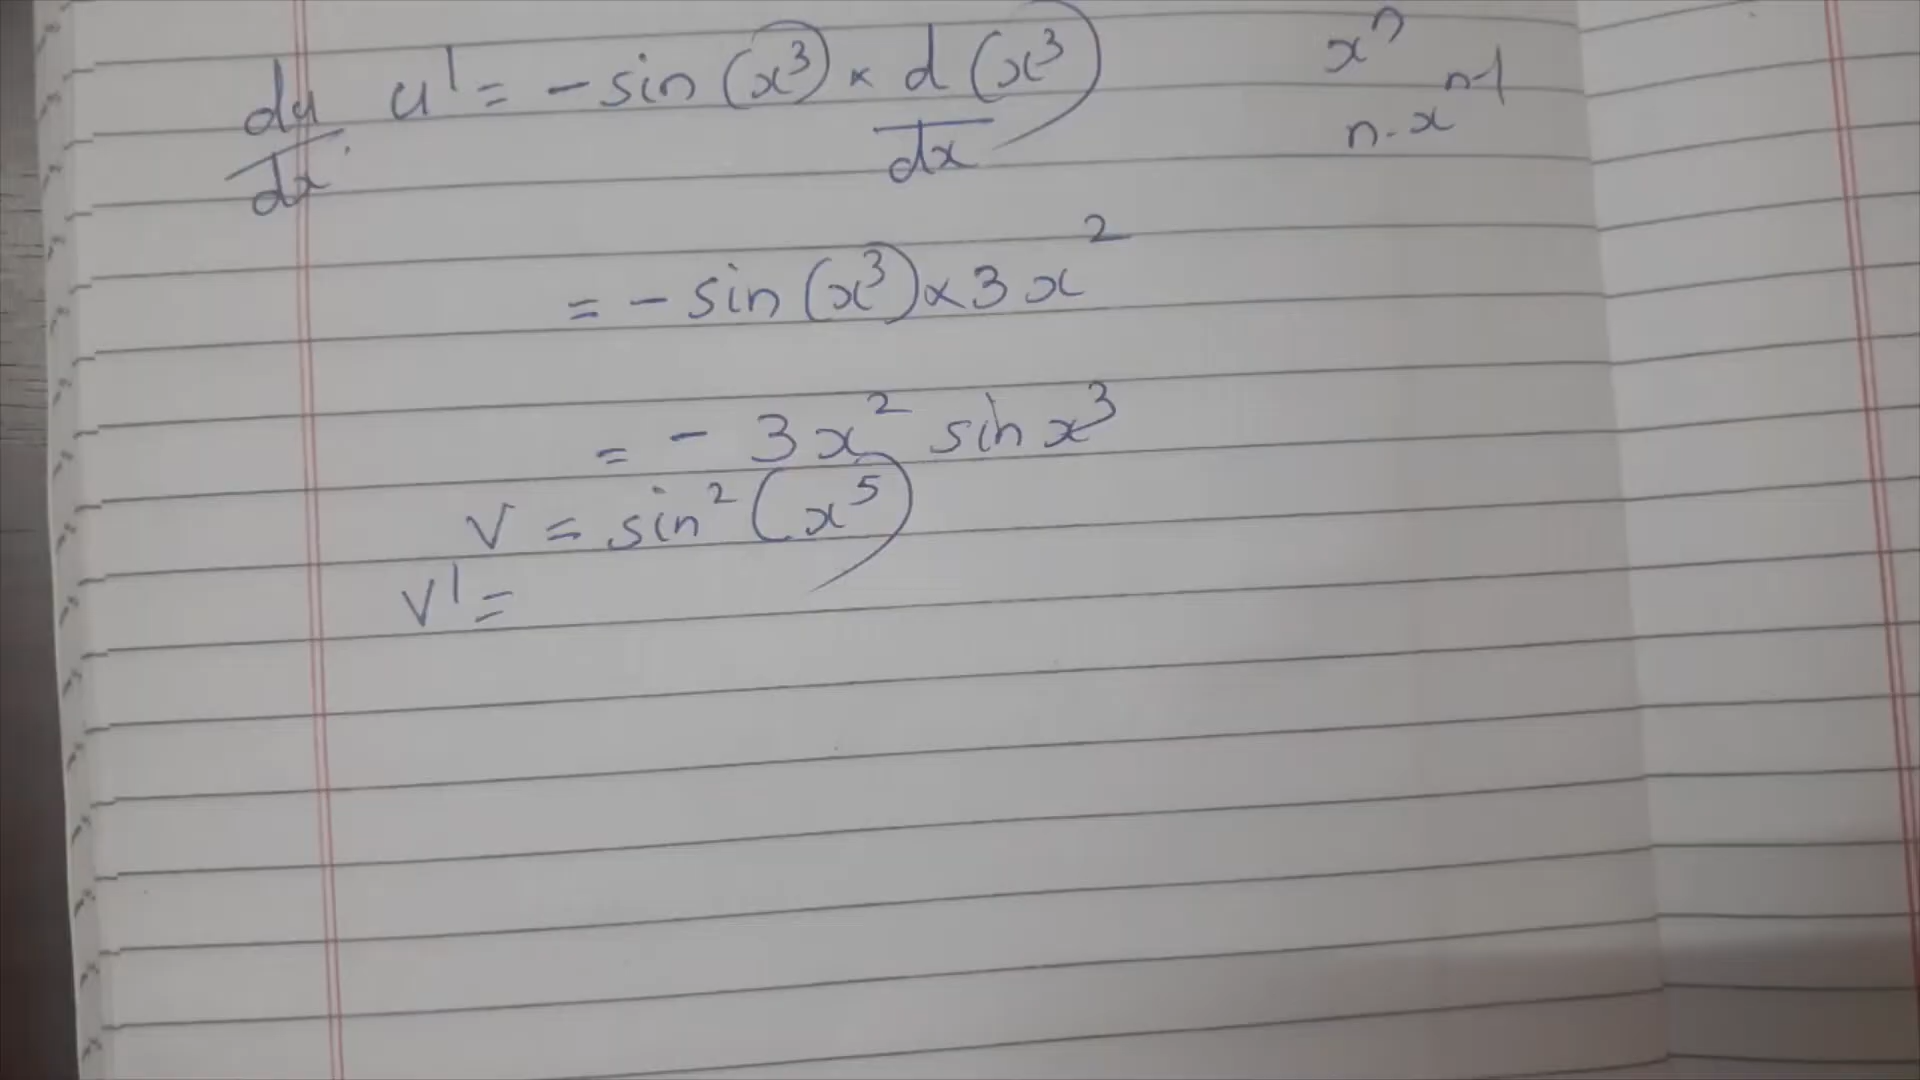 du/dx u' = - sin (x³) × d/dx (x³)
xⁿ
n. xⁿ⁻¹
= - sin (x³) × 3x²
= - 3x² sin x³
v = sin² (x⁵)
v' =